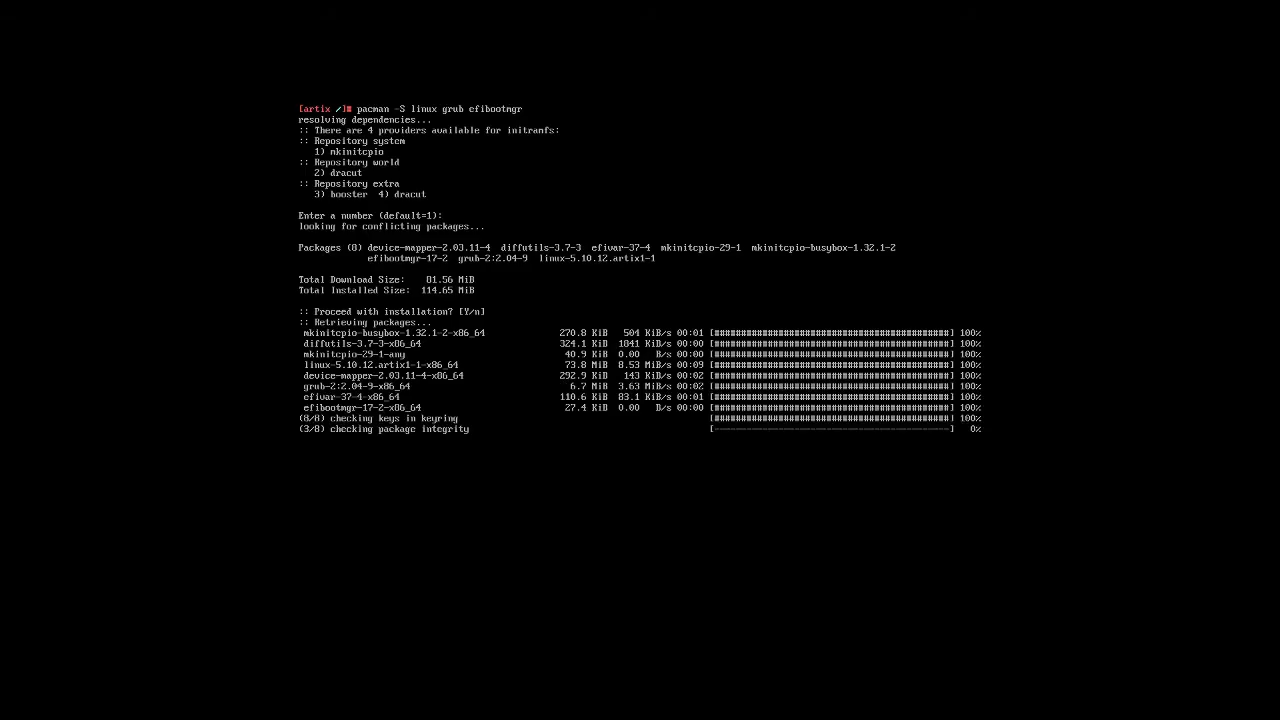 [artix /]# pacman -S linux grub efibootmgr
resolving dependencies...
:: There are 4 providers available for initramfs:
:: Repository system
   1) mkinitcpio
:: Repository world
   2) dracut
:: Repository extra
   3) booster  4) dracut
Enter a number (default=1):
looking for conflicting packages...
Packages (8) device-mapper-2.03.11-4  diffutils-3.7-3  efivar-37-4  mkinitcpio-29-1  mkinitcpio-busybox-1.32.1-2
             efibootmgr-17-2  grub-2:2.04-9  linux-5.10.12.artix1-1
Total Download Size:    81.56 MiB
Total Installed Size:  114.65 MiB
:: Proceed with installation? [Y/n]
:: Retrieving packages...
 mkinitcpio-busybox-1.32.1-2-x86_64   270.8 KiB   504 KiB/s 00:01 [############################################] 100%
 diffutils-3.7-3-x86_64   324.1 KiB  1041 KiB/s 00:00 [############################################] 100%
 mkinitcpio-29-1-any   40.9 KiB  0.00   B/s 00:00 [############################################] 100%
 linux-5.10.12.artix1-1-x86_64   73.8 MiB  8.53 MiB/s 00:09 [############################################] 100%
 device-mapper-2.03.11-4-x86_64   292.9 KiB   143 KiB/s 00:02 [############################################] 100%
 grub-2:2.04-9-x86_64   6.7 MiB  3.63 MiB/s 00:02 [############################################] 100%
 efivar-37-4-x86_64   110.6 KiB  83.1 KiB/s 00:01 [############################################] 100%
 efibootmgr-17-2-x86_64   27.4 KiB  0.00   B/s 00:00 [############################################] 100%
(8/8) checking keys in keyring   [############################################] 100%
(3/8) checking package integrity   [--------------------------------------------]   0%